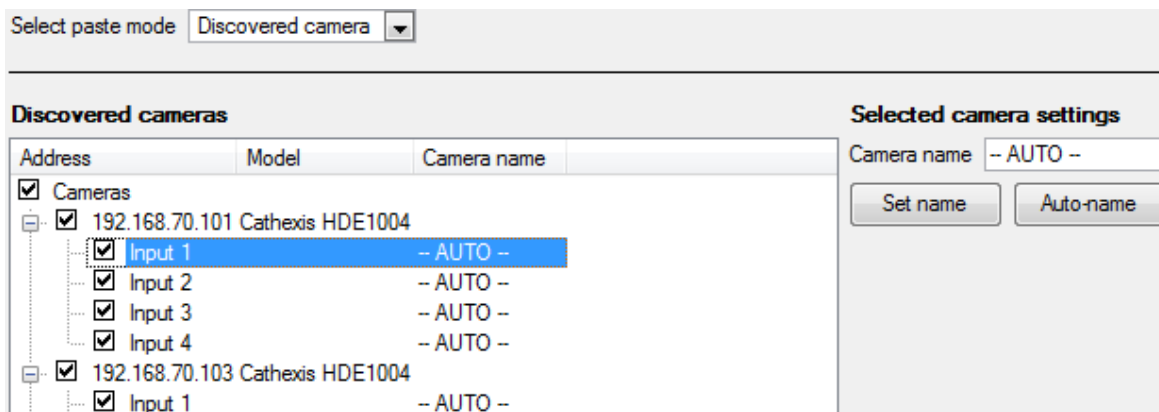 Select paste mode Discovered camera
Discovered cameras
Selected camera settings
Address Model Camera name
Camera name -- AUTO --
Cameras
Set name Auto-name
192.168.70.101 Cathexis HDE1004
Input 1 -- AUTO --
Input 2 -- AUTO --
Input 3 -- AUTO --
Input 4 -- AUTO --
192.168.70.103 Cathexis HDE1004
Input 1 -- AUTO --